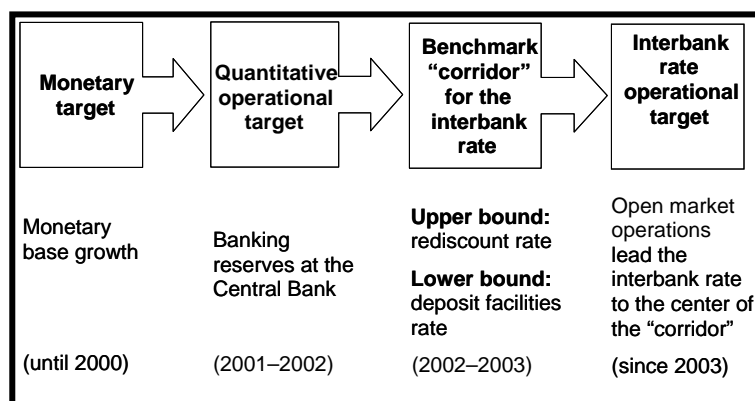 Monetary
target
Quantitative
operational
target
Benchmark
“corridor”
for the
interbank
rate
Interbank
rate
operational
target
Monetary
base growth
Banking
reserves at the
Central Bank
Upper bound:
rediscount rate
Lower bound:
deposit facilities
rate
Open market
operations
lead the
interbank rate
to the center of
the “corridor”
(until 2000)
(2001–2002)
(2002–2003)
(since 2003)